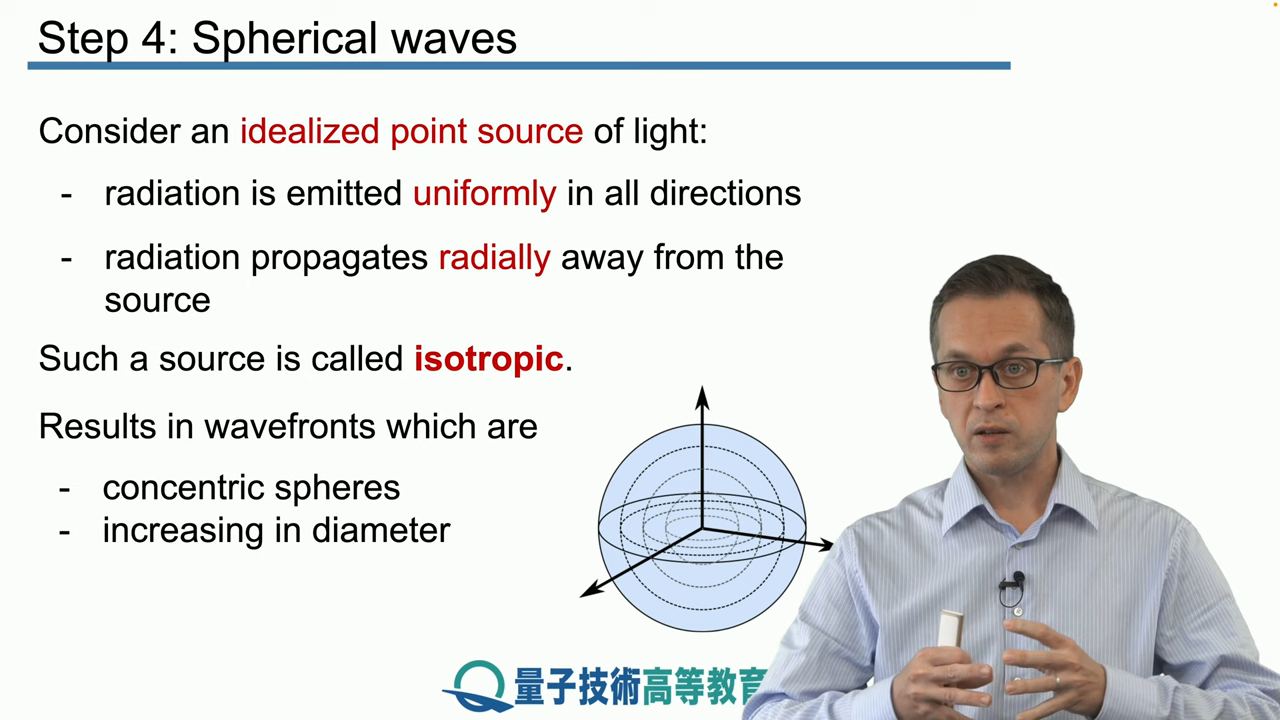 Step 4: Spherical waves
Consider an idealized point source of light:
- radiation is emitted uniformly in all directions
- radiation propagates radially away from the
source
Such a source is called isotropic.
Results in wavefronts which are
- concentric spheres
- increasing in diameter
量子技術高等教育